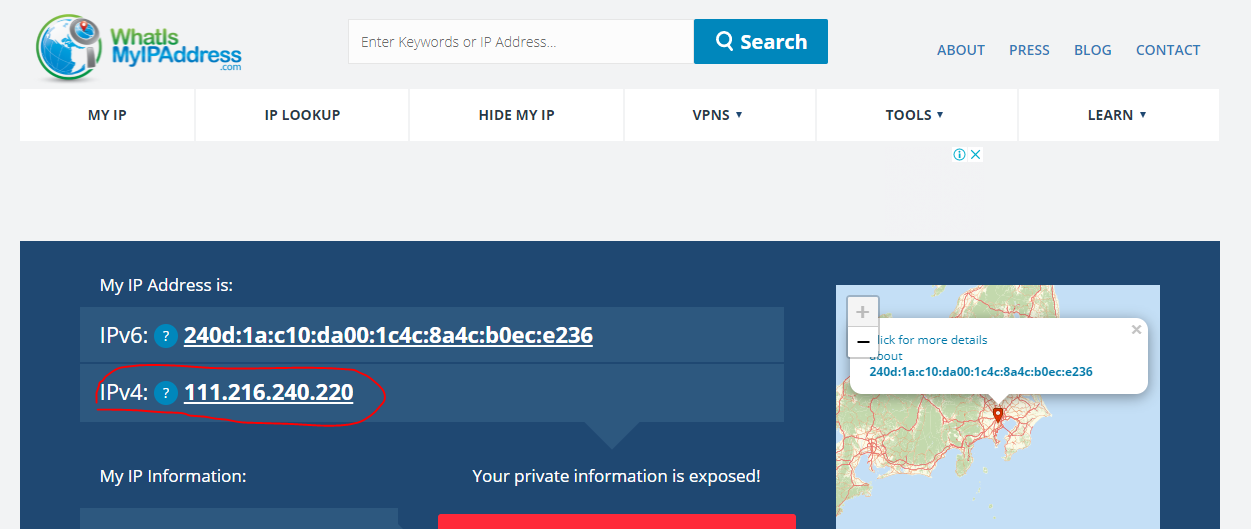 WhatIs
MyIPAddress
.com
Enter Keywords or IP Address...
Search
ABOUT PRESS BLOG CONTACT
MY IP IP LOOKUP HIDE MY IP VPNS ▼ TOOLS ▼ LEARN ▼
My IP Address is:
IPv6: ? 240d:1a:c10:da00:1c4c:8a4c:b0ec:e236
IPv4: ? 111.216.240.220
My IP Information:
Your private information is exposed!
+
−
×
lick for more details
about
240d:1a:c10:da00:1c4c:8a4c:b0ec:e236